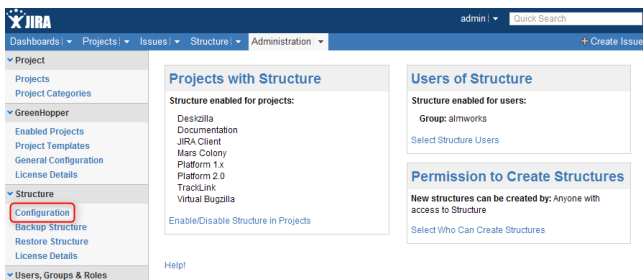 JIRA
admin
Quick Search
Dashboards Projects Issues Structure Administration
+ Create Issue
Project
Projects
Project Categories
GreenHopper
Enabled Projects
Project Templates
General Configuration
License Details
Structure
Configuration
Backup Structure
Restore Structure
License Details
Users, Groups & Roles
Projects with Structure
Structure enabled for projects:
Deskzilla
Documentation
JIRA Client
Mars Colony
Platform 1.x
Platform 2.0
TrackLink
Virtual Bugzilla
Enable/Disable Structure in Projects
Help!
Users of Structure
Structure enabled for users:
Group: almworks
Select Structure Users
Permission to Create Structures
New structures can be created by: Anyone with
access to Structure
Select Who Can Create Structures